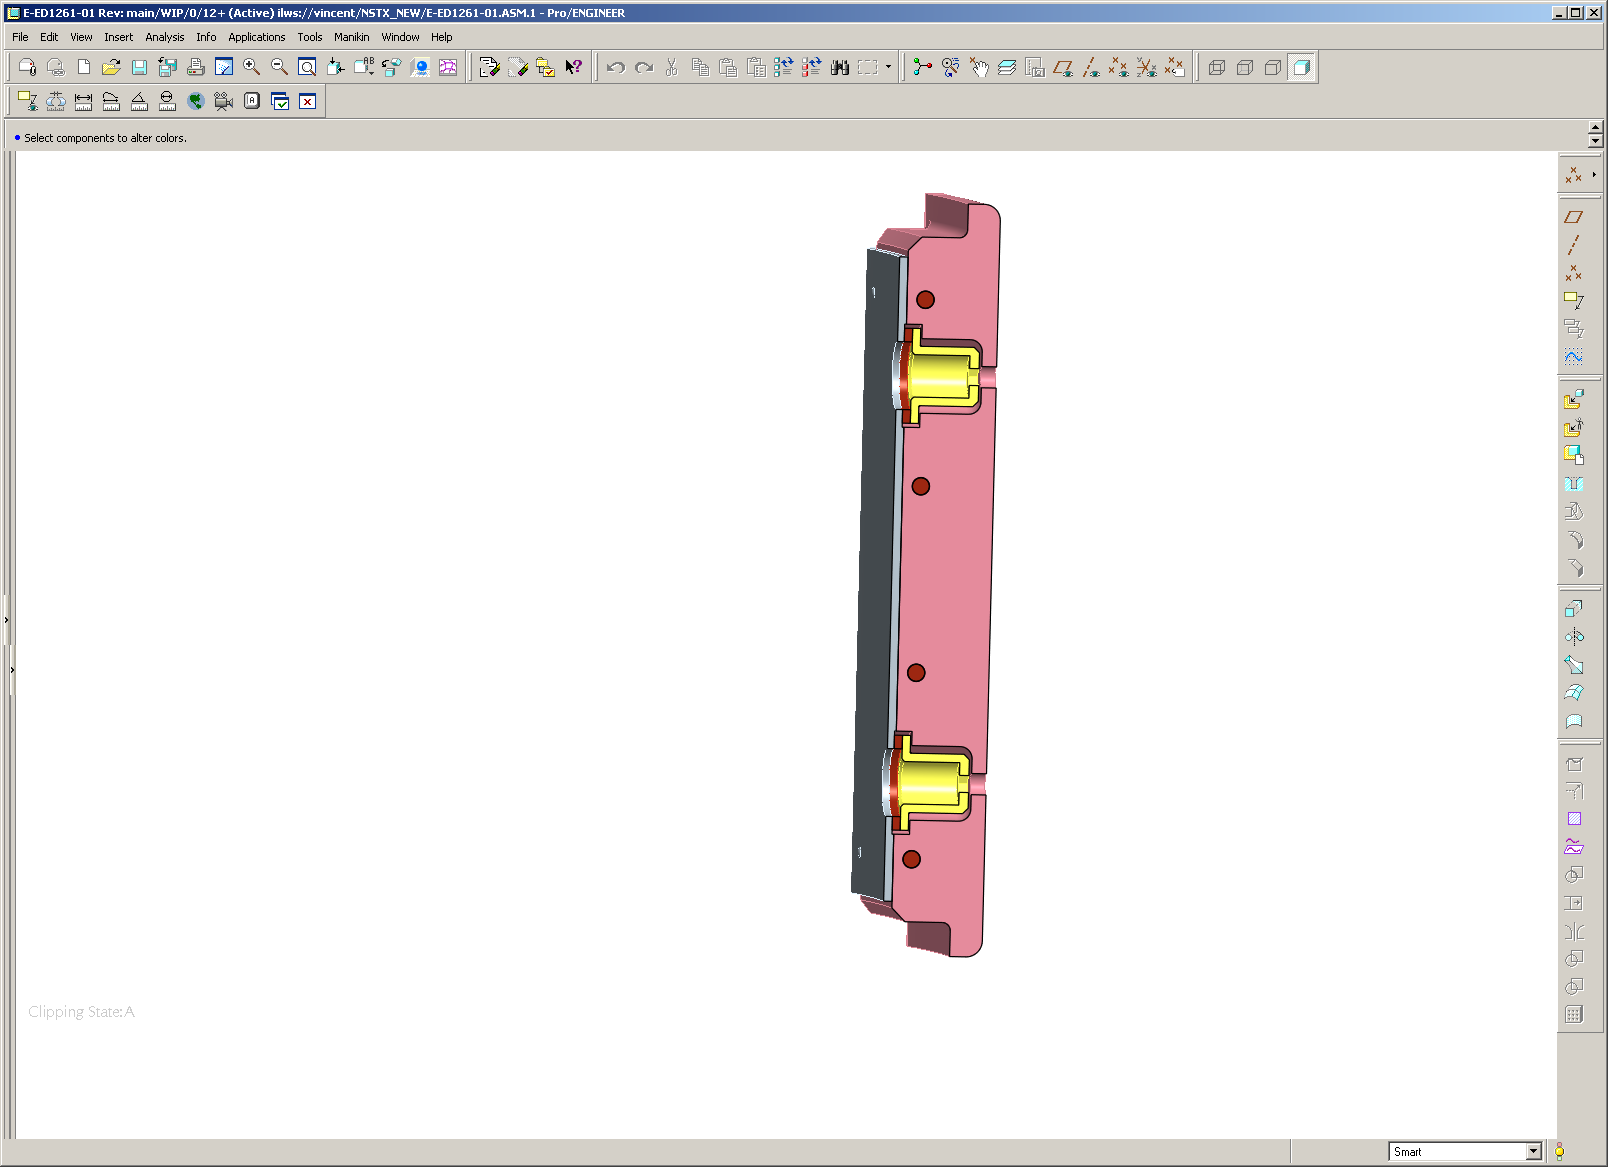 E-ED1261-01 Rev: main/WIP/0/12+ (Active) ilws://vincent/NSTX_NEW/E-ED1261-01.ASM.1 - Pro/ENGINEER
File Edit View Insert Analysis Info Applications Tools Manikin Window Help
Select components to alter colors.
Clipping State:A
Smart